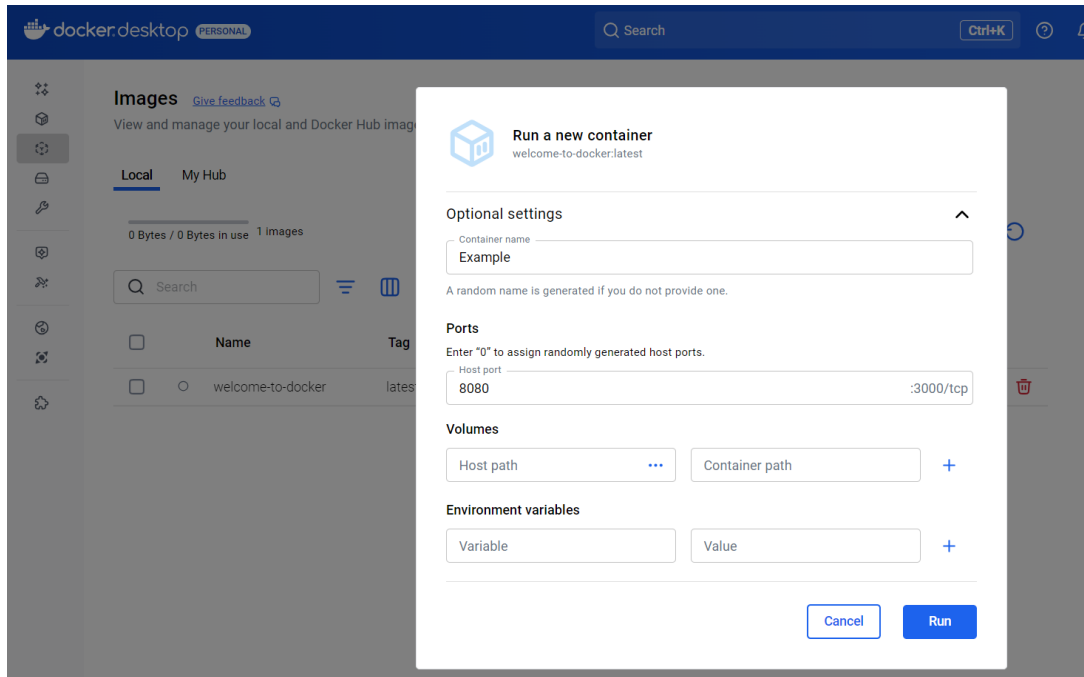 docker.desktop PERSONAL
Search
Ctrl+K
Images
Give feedback
View and manage your local and Docker Hub imag
Local
My Hub
0 Bytes / 0 Bytes in use
1 images
Search
Name
Tag
welcome-to-docker
lates
Run a new container
welcome-to-docker:latest
Optional settings
Container name
Example
A random name is generated if you do not provide one.
Ports
Enter “0” to assign randomly generated host ports.
Host port
8080
:3000/tcp
Volumes
Host path
Container path
Environment variables
Variable
Value
Cancel
Run